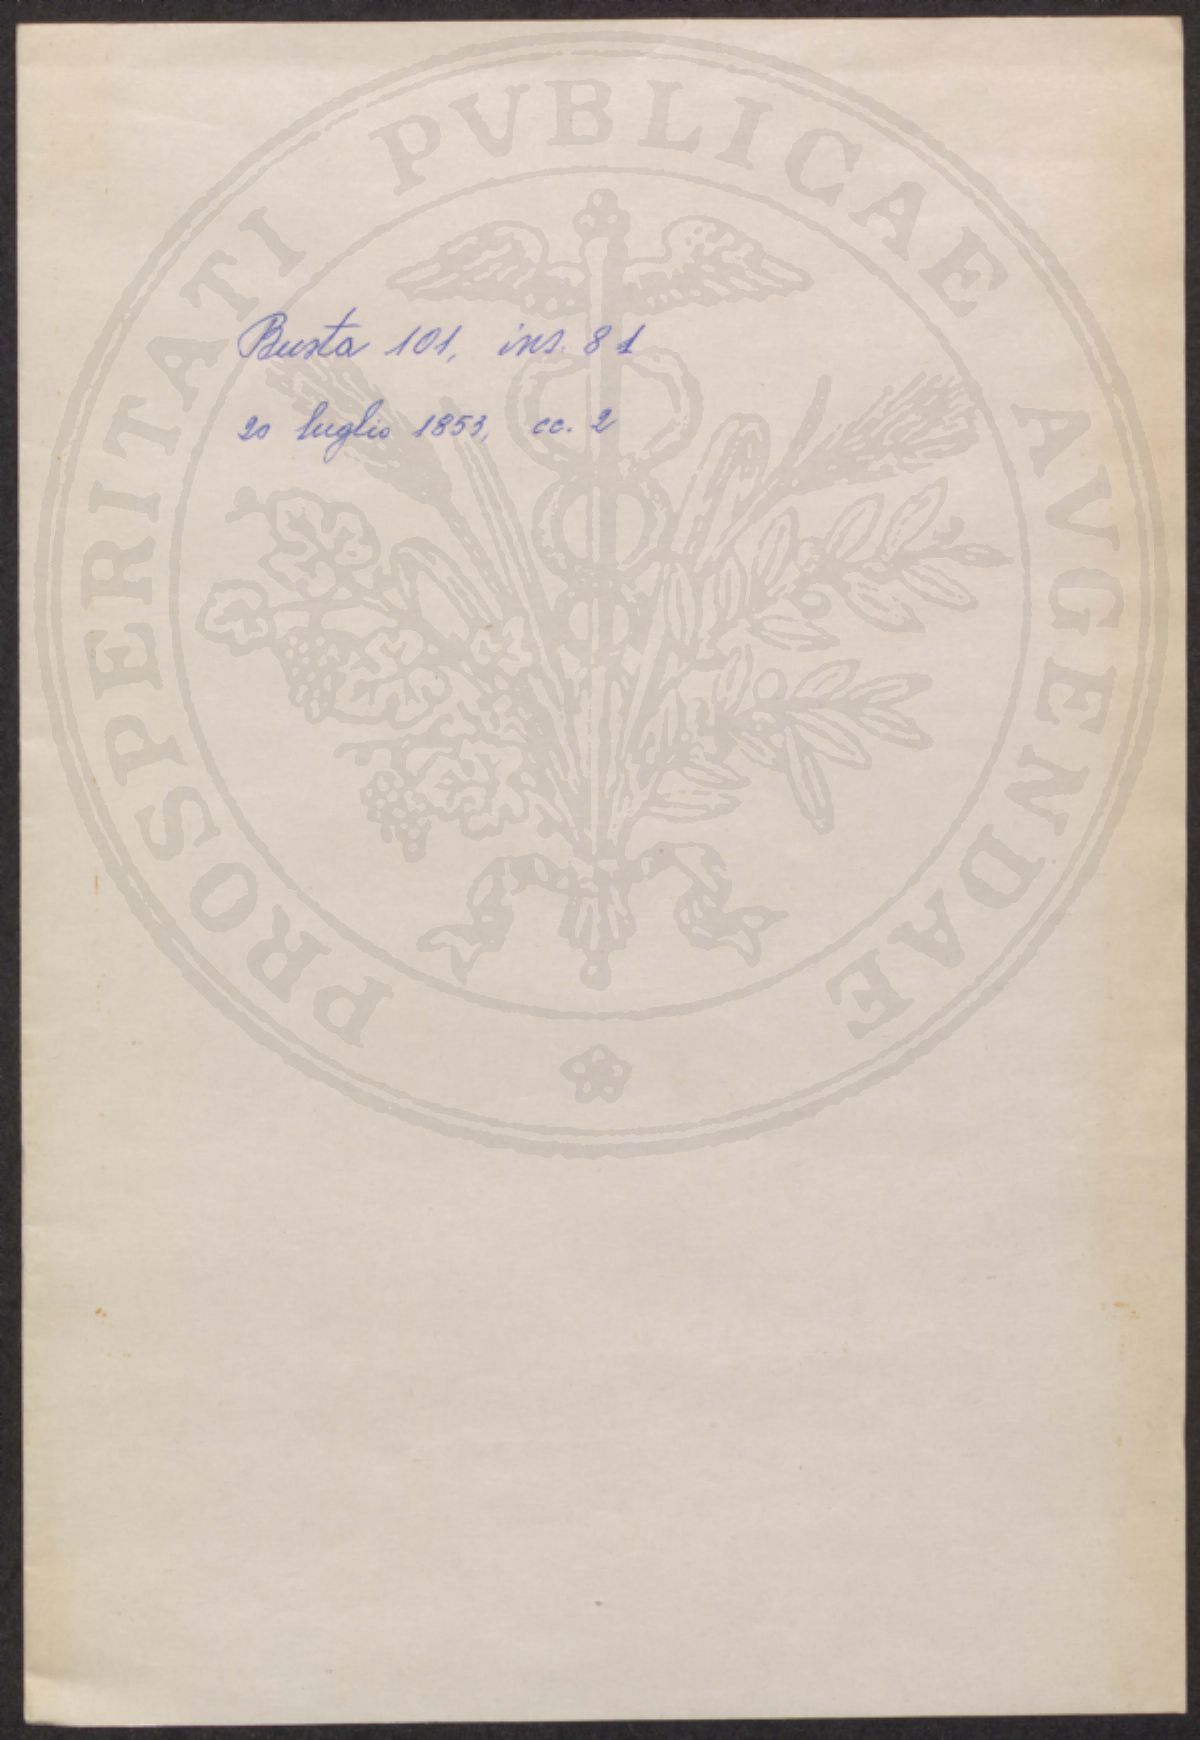 PROSPERITATI PVBLICAE AVGENDAE
Busta 101, ins. 81
20 luglio 1853, cc. 2